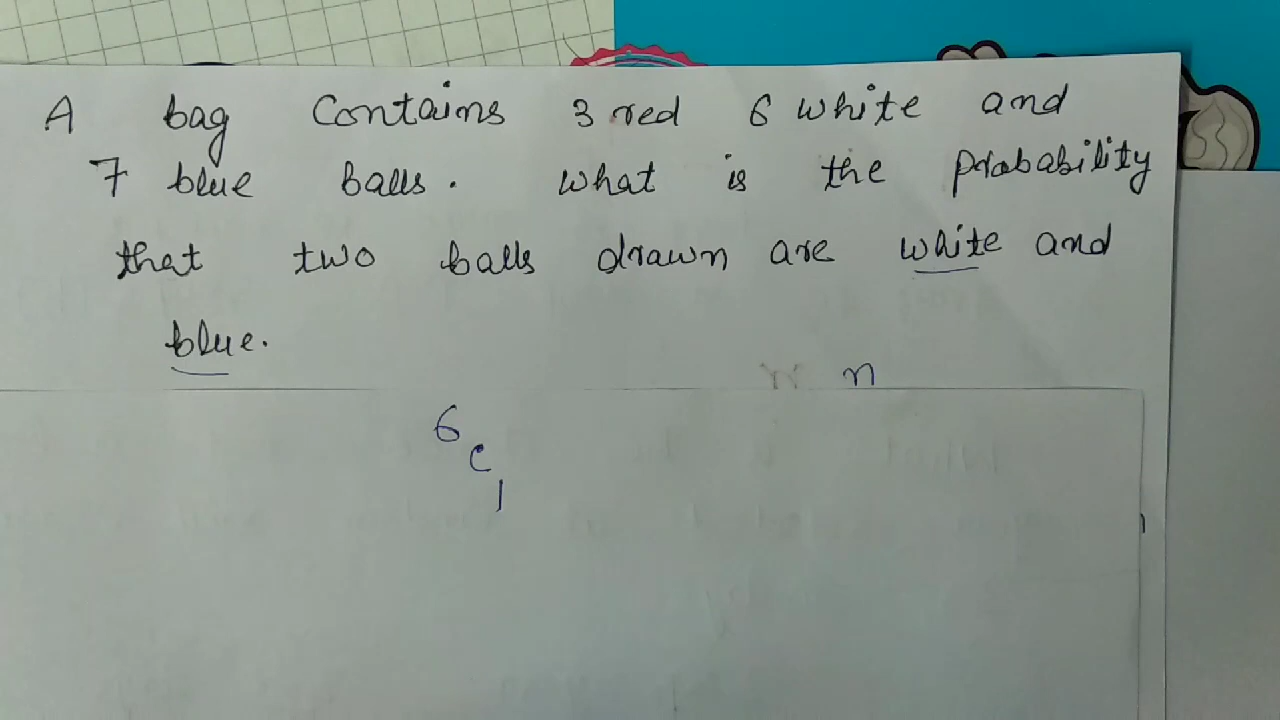 A bag Contains 3 red 6 white and
7 blue balls. What is the probability
that two balls drawn are white and
blue.
n
6
C
1